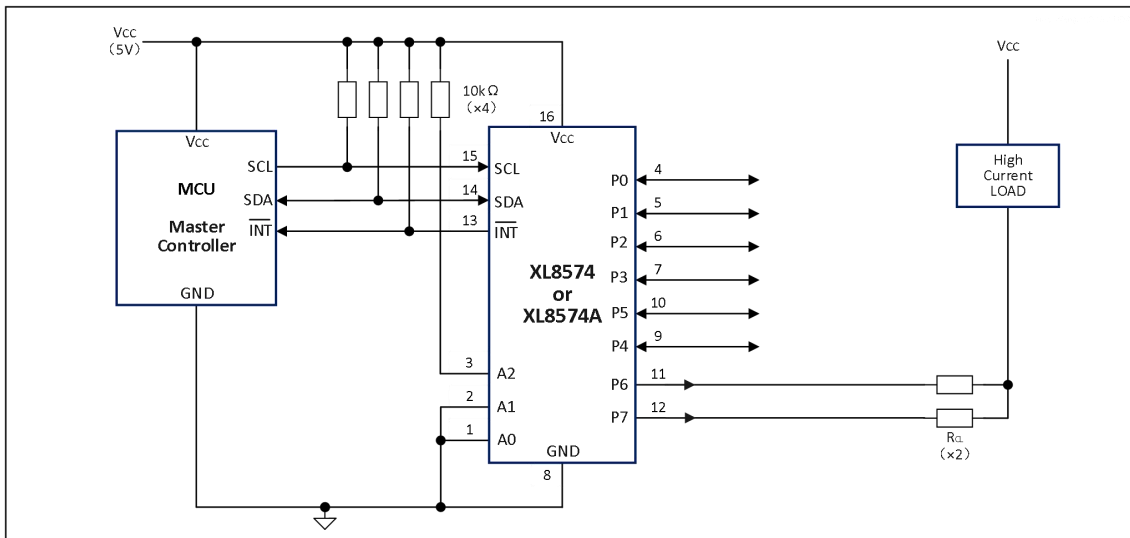 VCC
（5V）
10kΩ
（×4）
16
VCC
VCC
SCL
15
SCL
MCU
SDA
14
SDA
Master
Controller
INT
13
INT
GND
XL8574
or
XL8574A
P0
4
P1
5
P2
6
P3
7
P5
10
P4
9
P6
11
P7
12
3
A2
2
A1
1
A0
GND
8
VCC
High
Current
LOAD
RCL
（×2）